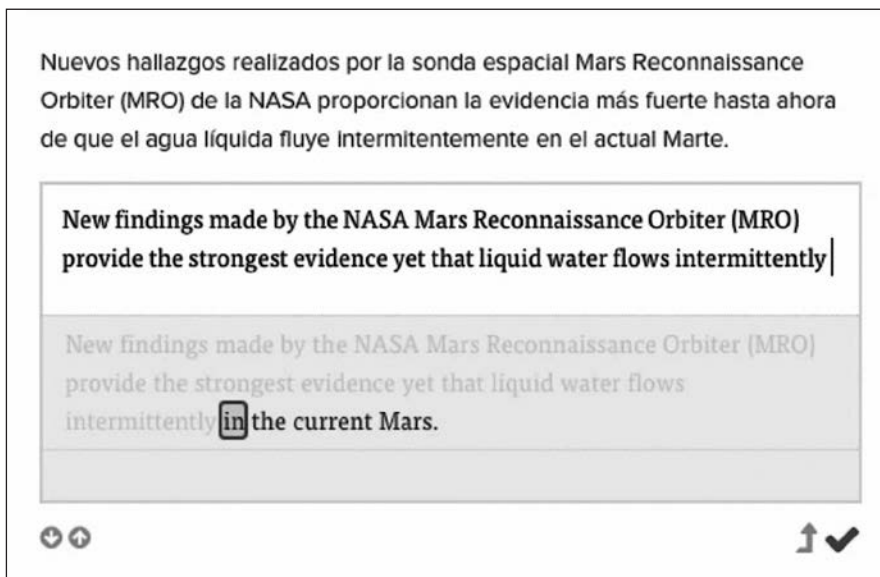 Nuevos hallazgos realizados por la sonda espacial Mars Reconnaissance
Orbiter (MRO) de la NASA proporcionan la evidencia más fuerte hasta ahora
de que el agua líquida fluye intermitentemente en el actual Marte.
New findings made by the NASA Mars Reconnaissance Orbiter (MRO)
provide the strongest evidence yet that liquid water flows intermittently
New findings made by the NASA Mars Reconnaissance Orbiter (MRO)
provide the strongest evidence yet that liquid water flows
intermittently in the current Mars.